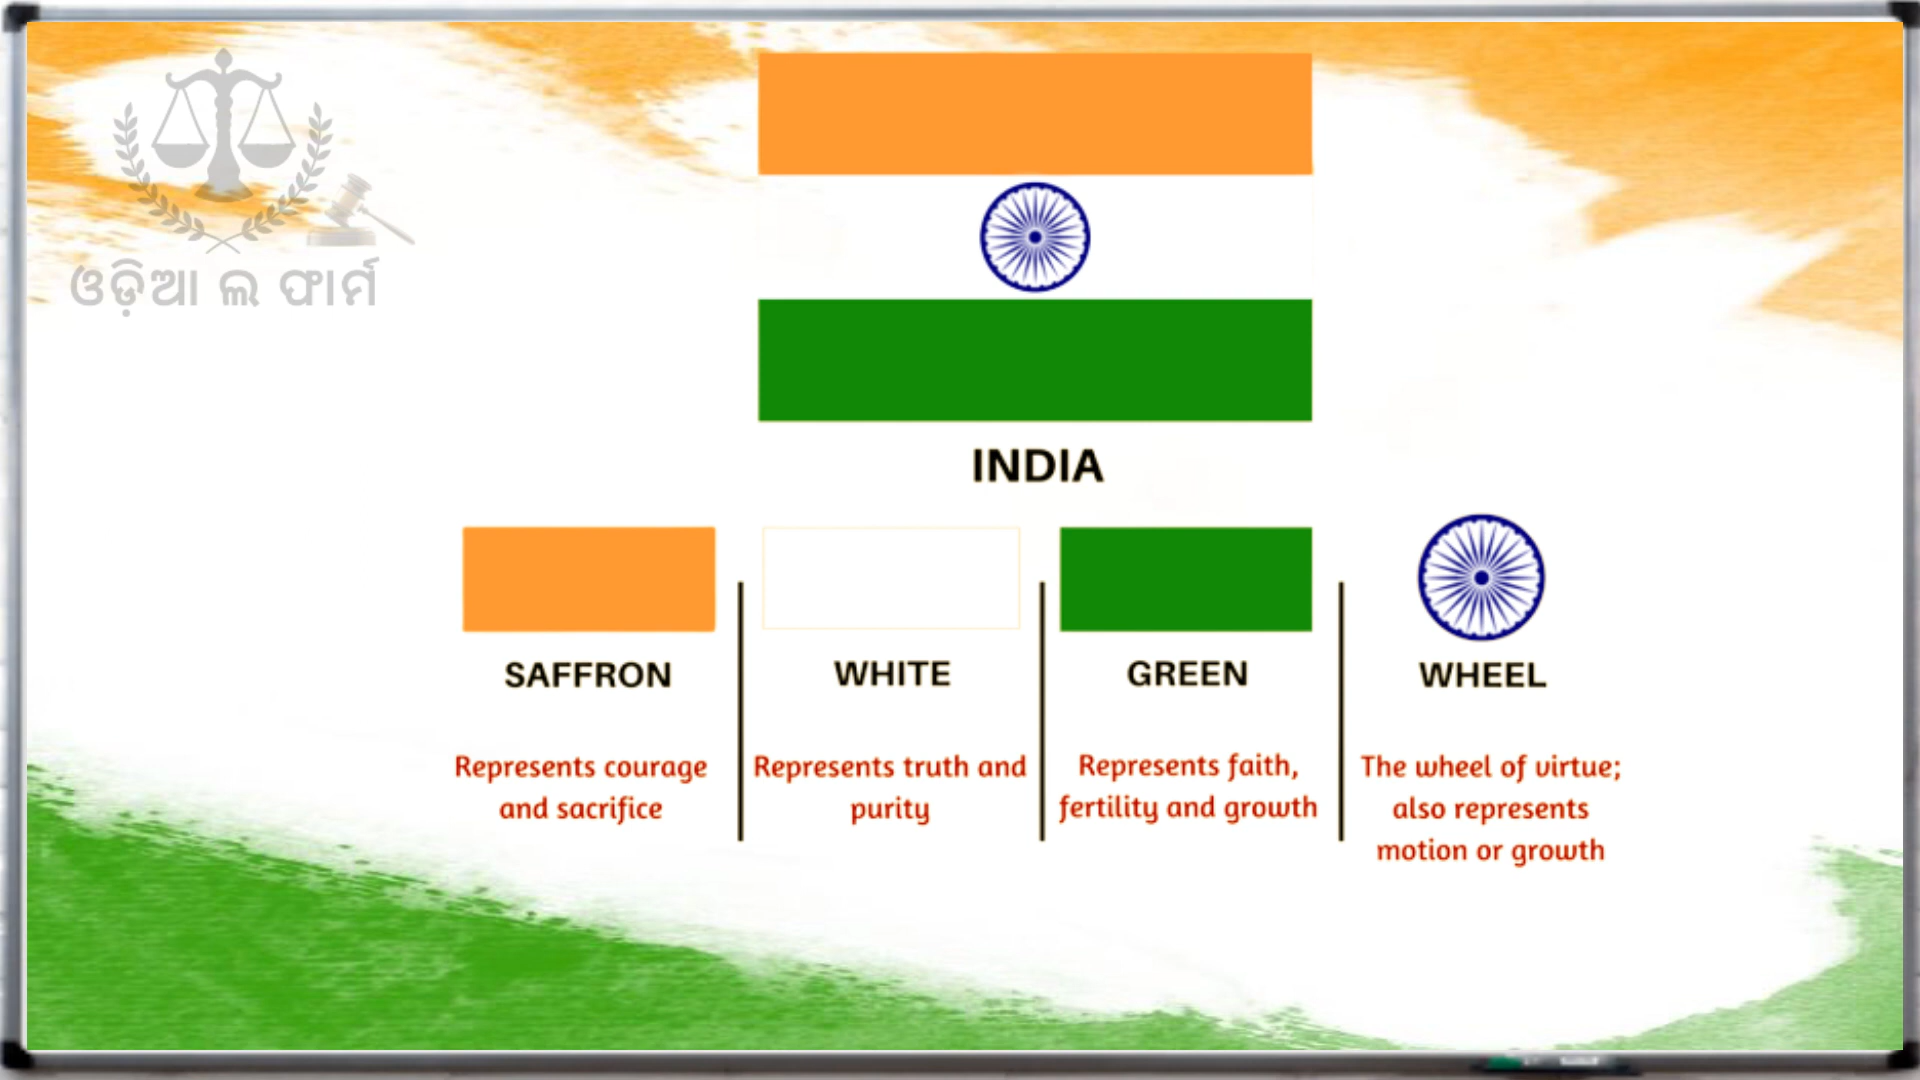 ଓଡ଼ିଆ ଲ ଫାର୍ମ
INDIA
SAFFRON
WHITE
GREEN
WHEEL
Represents courage
and sacrifice
Represents truth and
purity
Represents faith,
fertility and growth
The wheel of virtue;
also represents
motion or growth